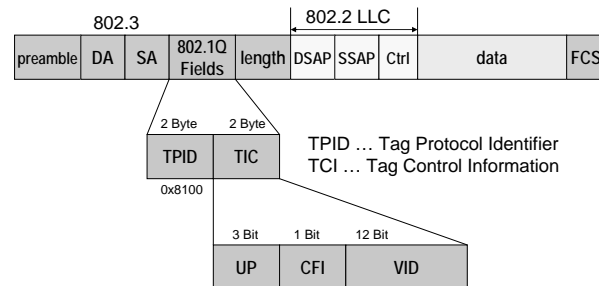 802.3
802.2 LLC
preamble DA SA 802.1Q Fields length DSAP SSAP Ctrl data FCS
2 Byte 2 Byte
TPID TIC
0x8100
TPID ... Tag Protocol Identifier
TCI ... Tag Control Information
3 Bit 1 Bit 12 Bit
UP CFI VID